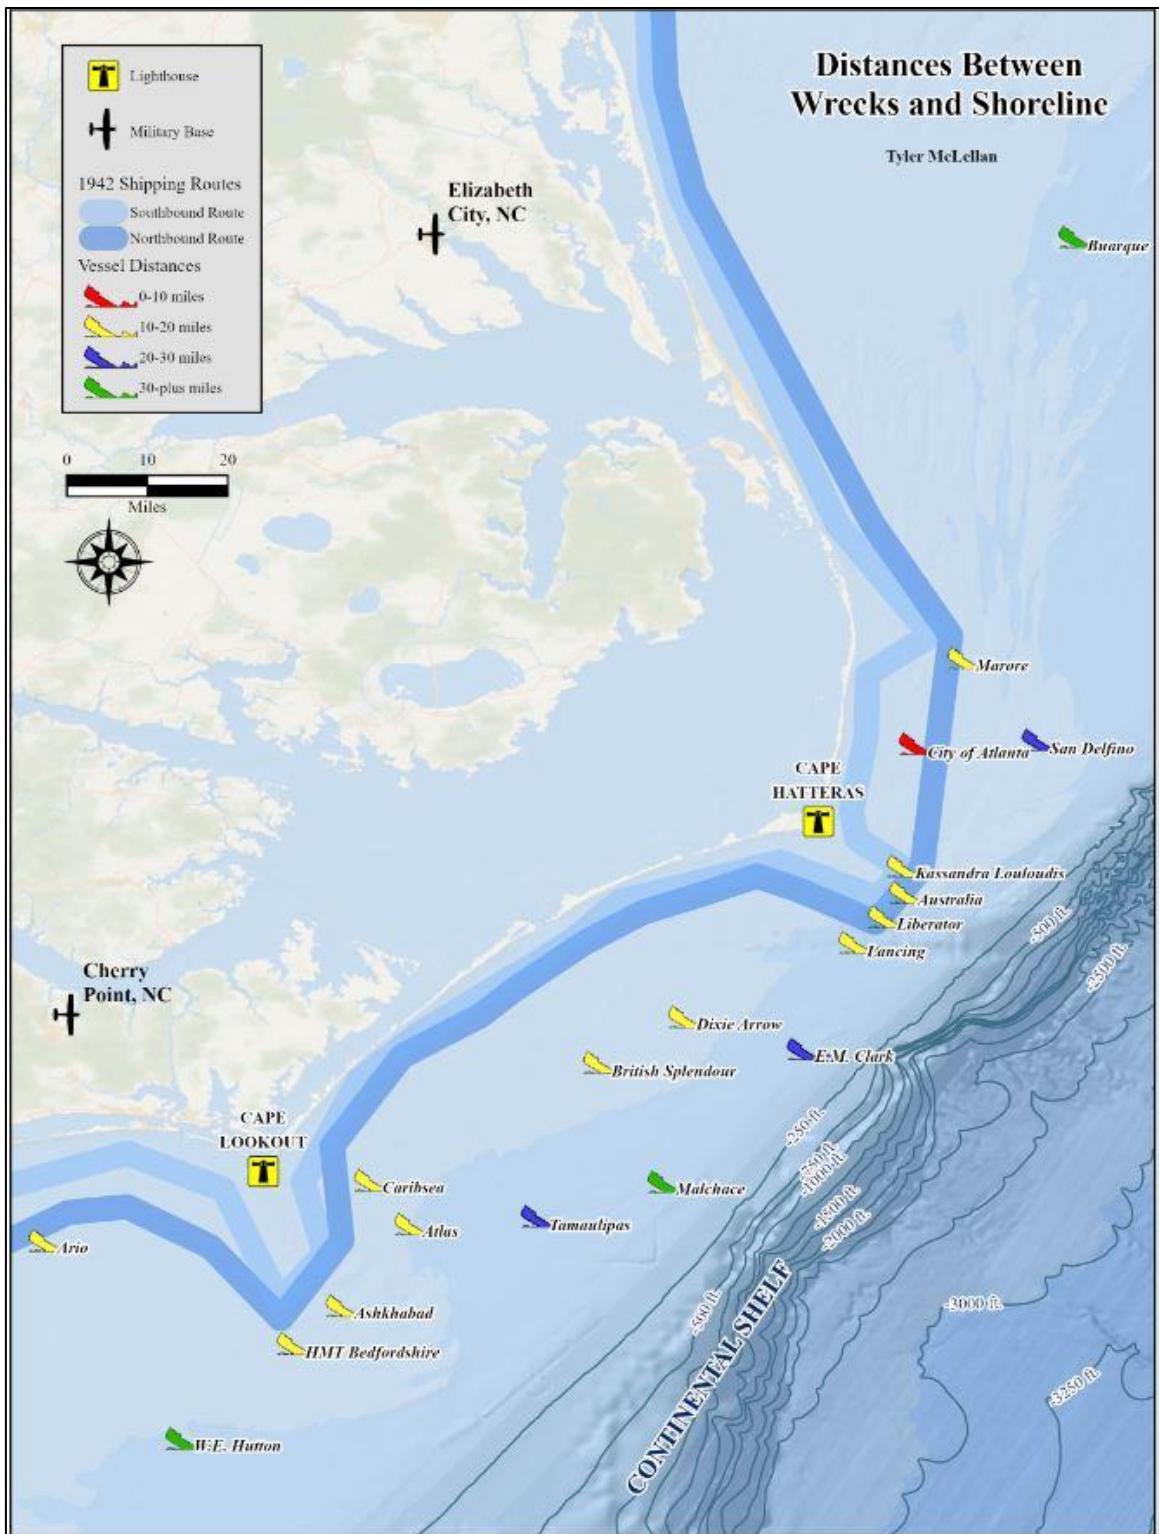 Distances Between
Wrecks and Shoreline
Tyler McLellan
Lighthouse
Military Base
1942 Shipping Routes
Southbound Route
Northbound Route
Vessel Distances
0-10 miles
10-20 miles
20-30 miles
30-plus miles
0 10 20
Miles
Elizabeth
City, NC
Buarque
Marore
City of Atlanta
San Delfino
CAPE
HATTERAS
Kassandra Louloudis
Australia
Liberator
Lancing
-500 ft.
-2500 ft.
Cherry
Point, NC
Dixie Arrow
E.M. Clark
British Splendour
CAPE
LOOKOUT
-250 ft.
-750 ft.
-1000 ft.
-1500 ft.
-2000 ft.
Caribsea
Malchace
Atlas
Tamaulipas
Ario
Ashkhabad
HMT Bedfordshire
-500 ft.
-3000 ft.
-3250 ft.
CONTINENTAL SHELF
W.E. Hutton